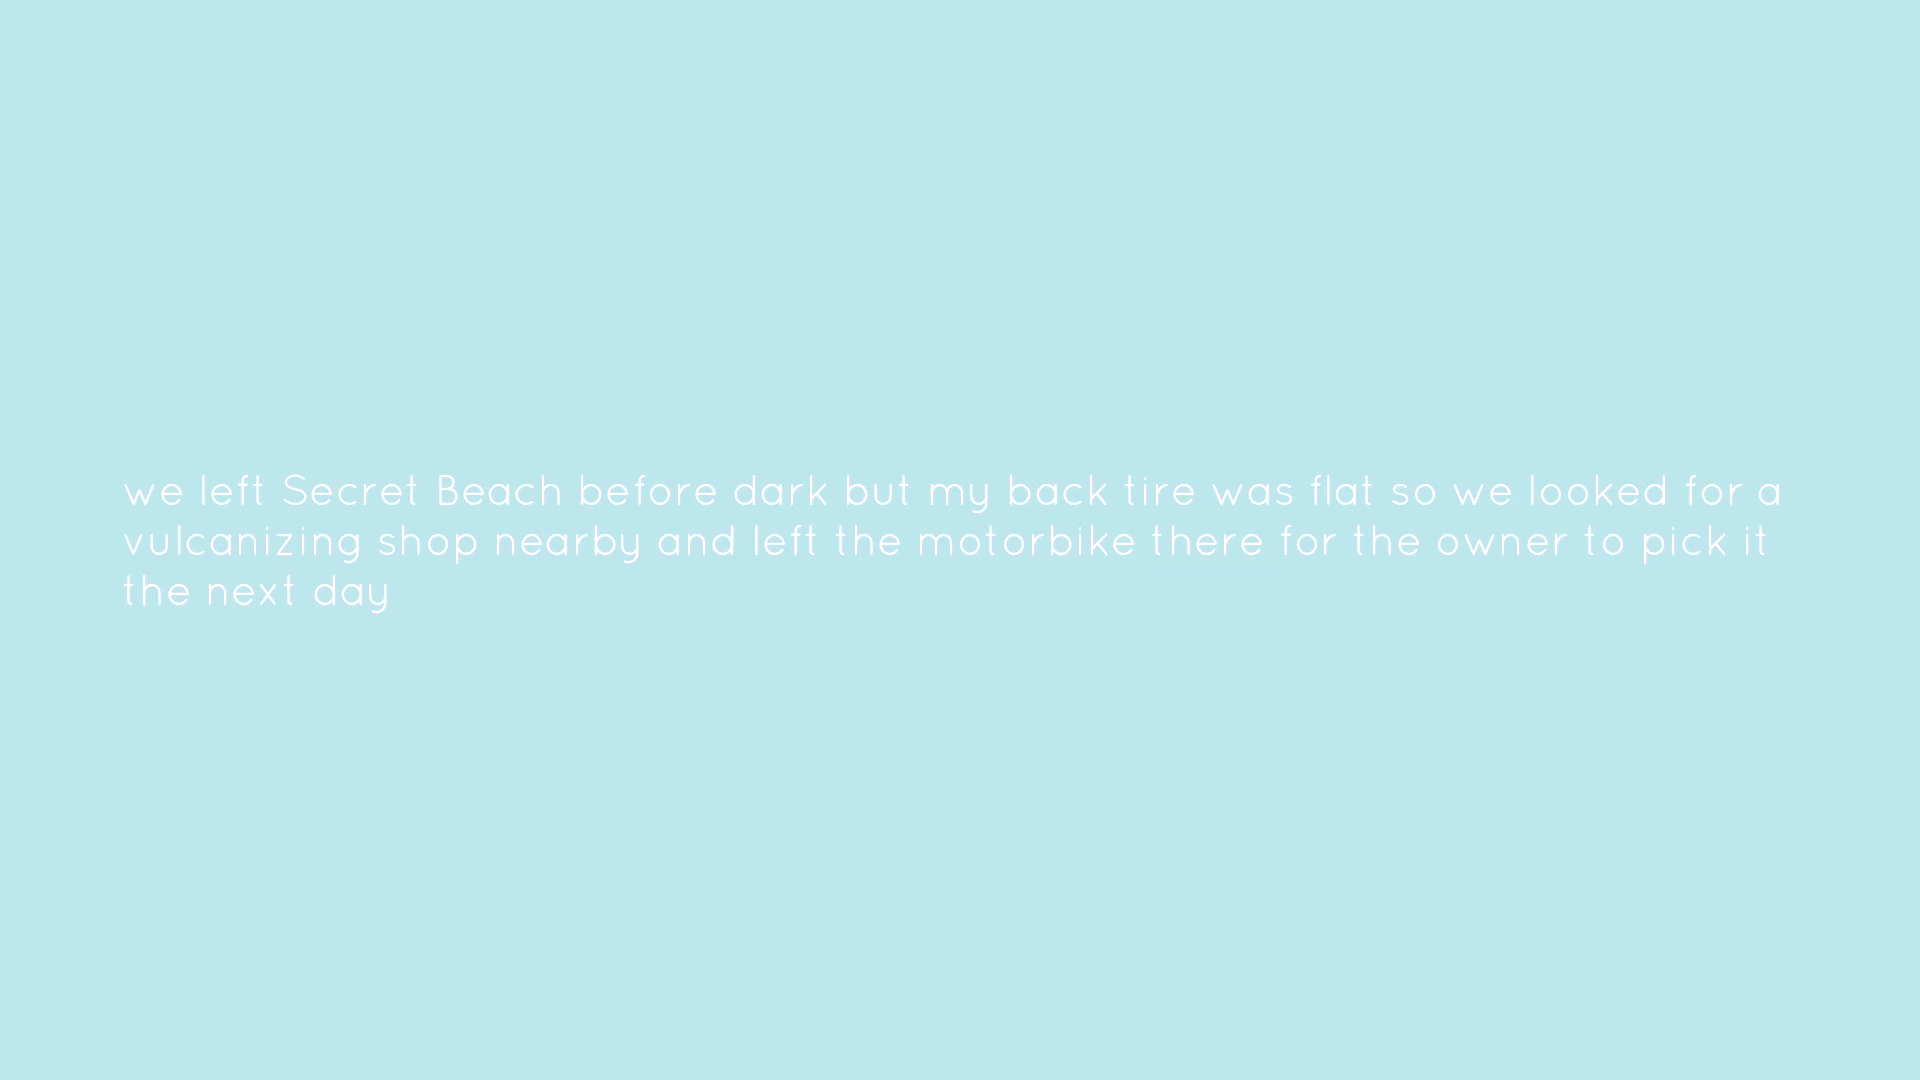 we left Secret Beach before dark but my back tire was flat so we looked for a
vulcanizing shop nearby and left the motorbike there for the owner to pick it
the next day